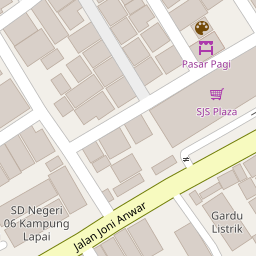 Pasar Pagi
SJS Plaza
Jalan Joni Anwar
SD Negeri
06 Kampung
Lapai
Gardu
Listrik